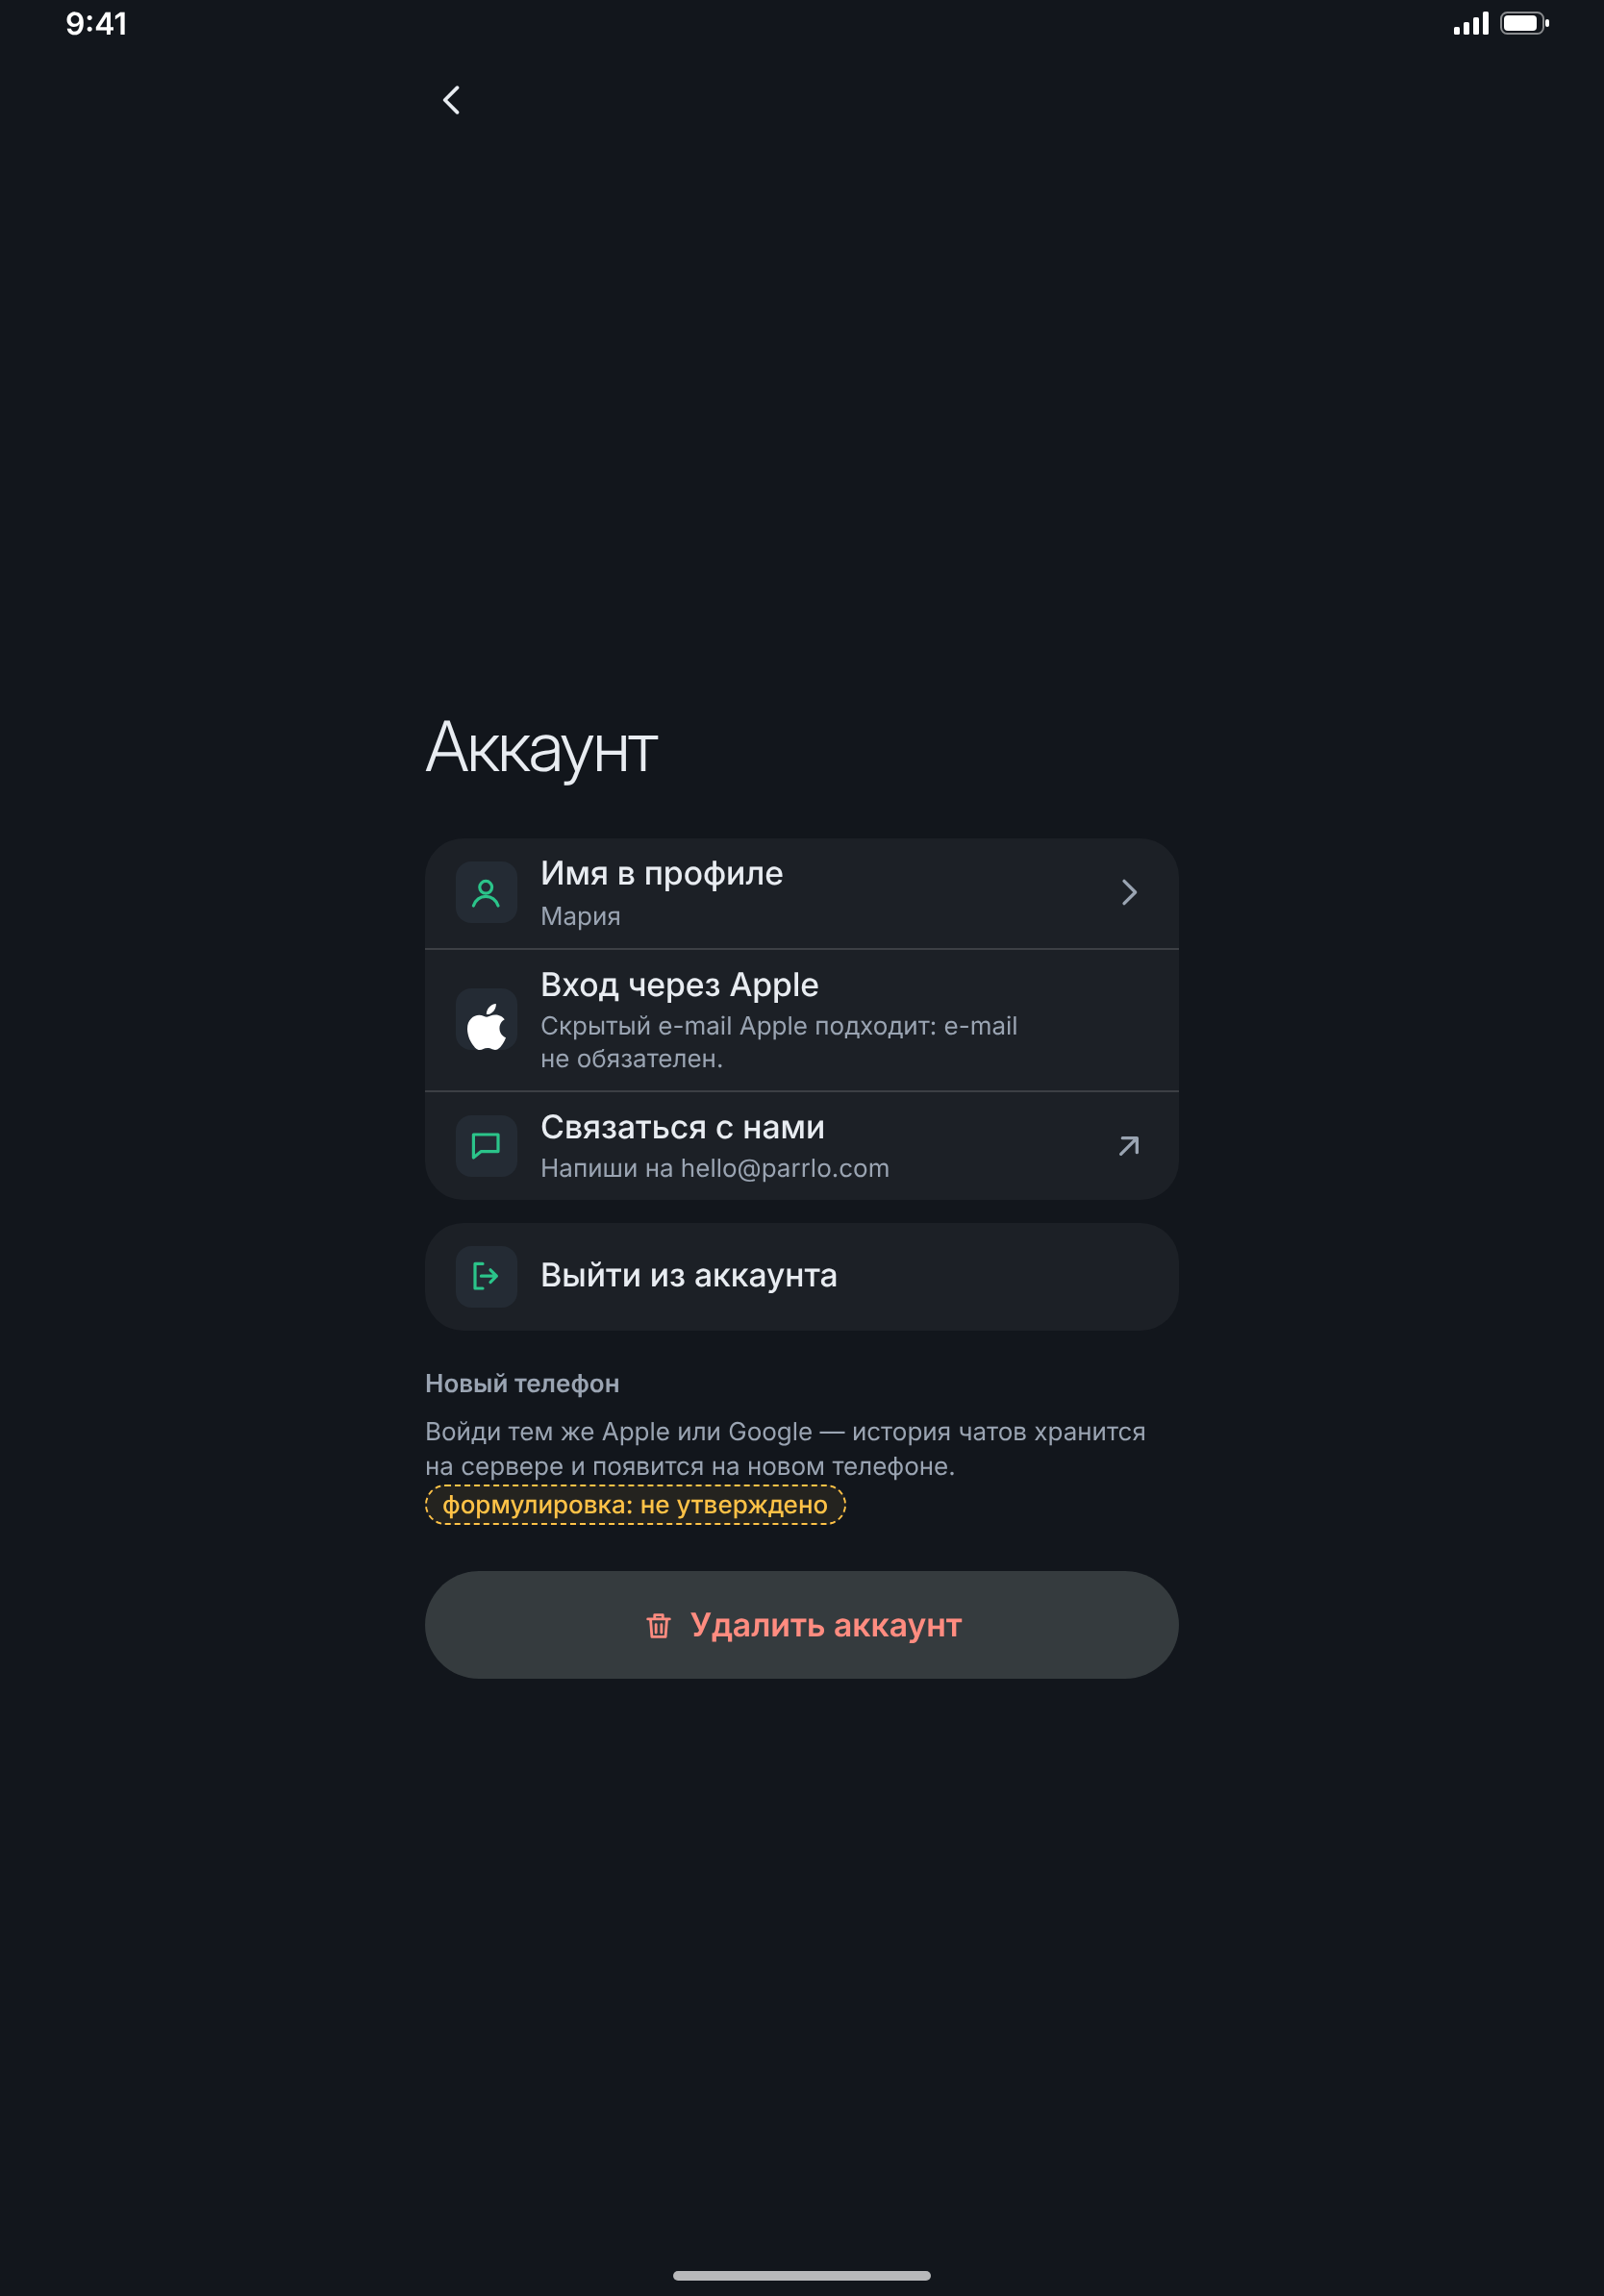 9:41
Аккаунт
Имя в профиле
Мария
Вход через Apple
Скрытый e-mail Apple подходит: e-mail
не обязателен.
Связаться с нами
Напиши на hello@parrlo.com
Выйти из аккаунта
Новый телефон
Войди тем же Apple или Google — история чатов хранится
на сервере и появится на новом телефоне.
формулировка: не утверждено
Удалить аккаунт